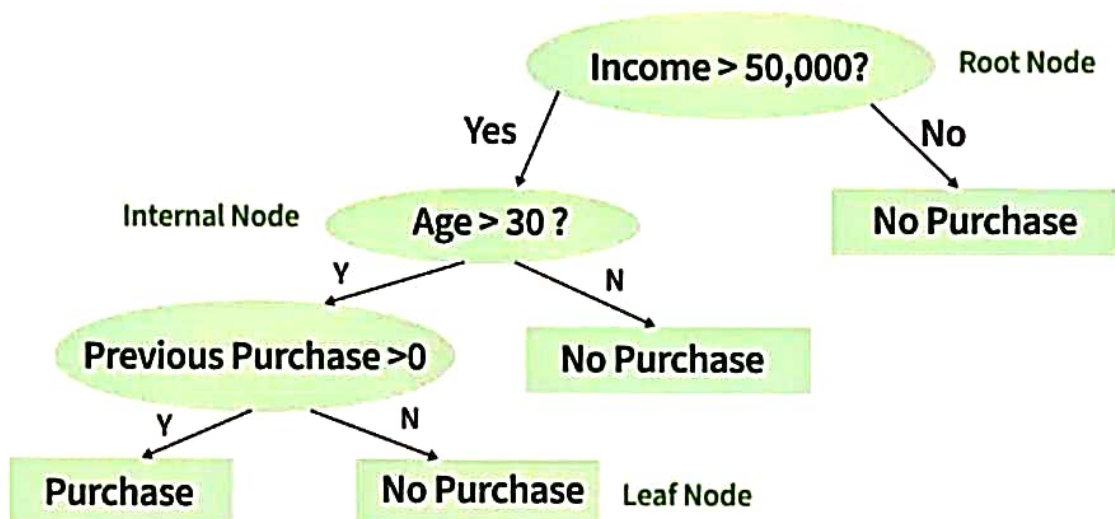 Income > 50,000?
Root Node
Yes
No
Internal Node
Age > 30 ?
No Purchase
Y
N
Previous Purchase >0
No Purchase
Y
N
Purchase
No Purchase
Leaf Node